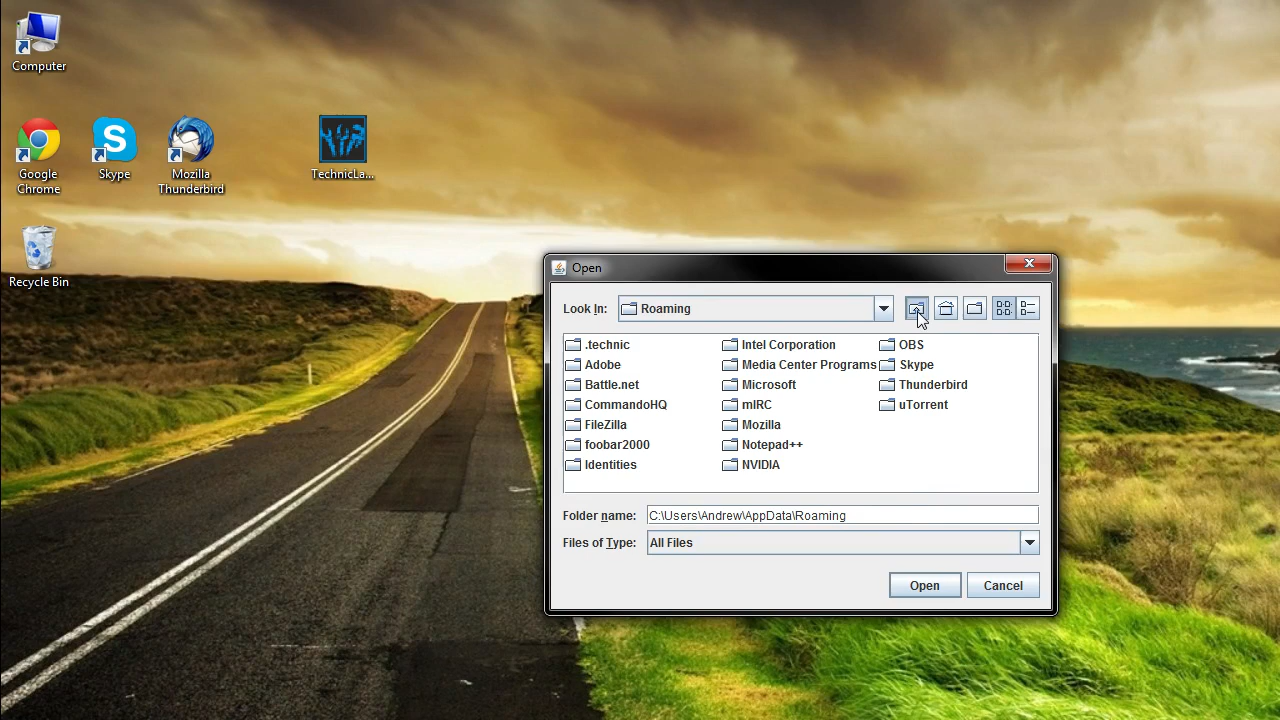 Computer
Google
Chrome
Skype
Mozilla
Thunderbird
TechnicLa...
Recycle Bin
Open
Look In:
Roaming
.technic
Intel Corporation
OBS
Adobe
Media Center Programs
Skype
Battle.net
Microsoft
Thunderbird
CommandoHQ
mIRC
uTorrent
FileZilla
Mozilla
foobar2000
Notepad++
Identities
NVIDIA
Folder name:
C:\Users\Andrew\AppData\Roaming
Files of Type:
All Files
Open
Cancel